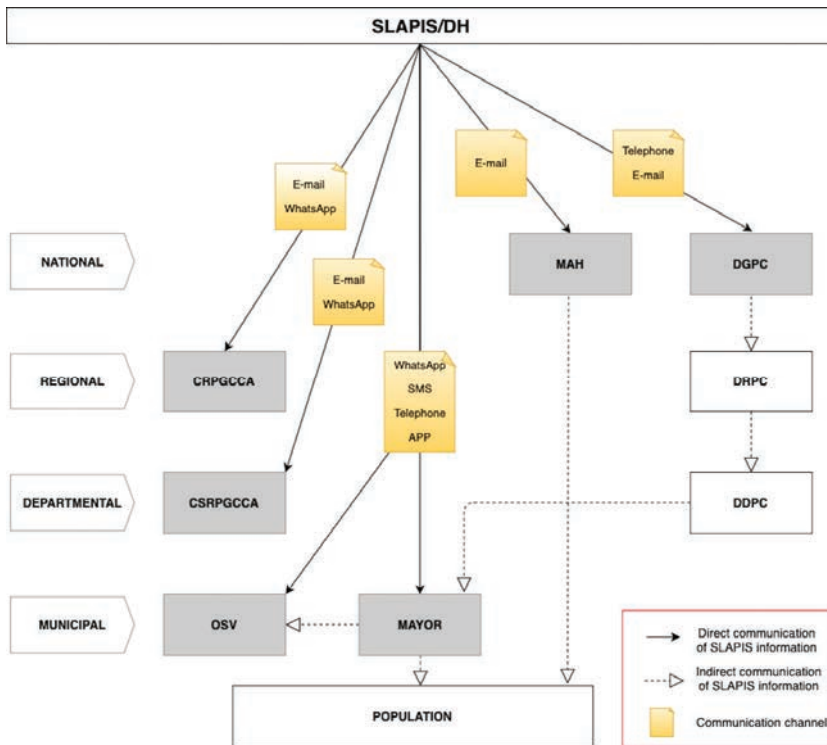 SLAPIS/DH
E-mail
Telephone
E-mail
E-mail
WhatsApp
NATIONAL
MAH
DGPC
E-mail
WhatsApp
REGIONAL
CRPGCCA
WhatsApp
SMS
Telephone
APP
DRPC
DEPARTMENTAL
CSRPGCCA
DDPC
MUNICIPAL
OSV
MAYOR
POPULATION
Direct communication
of SLAPIS information
Indirect communication
of SLAPIS information
Communication channel